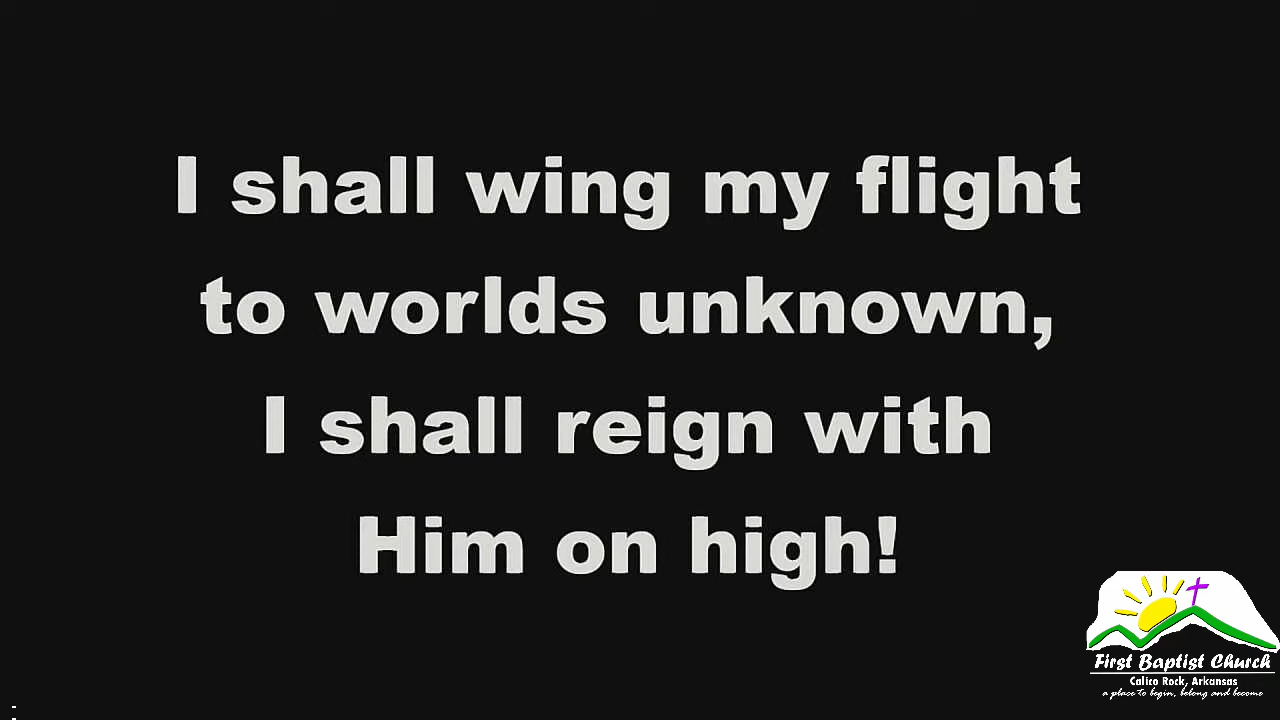 I shall wing my flight
to worlds unknown,
I shall reign with
Him on high!
First Baptist Church
Calico Rock, Arkansas
a place to begin, belong and become